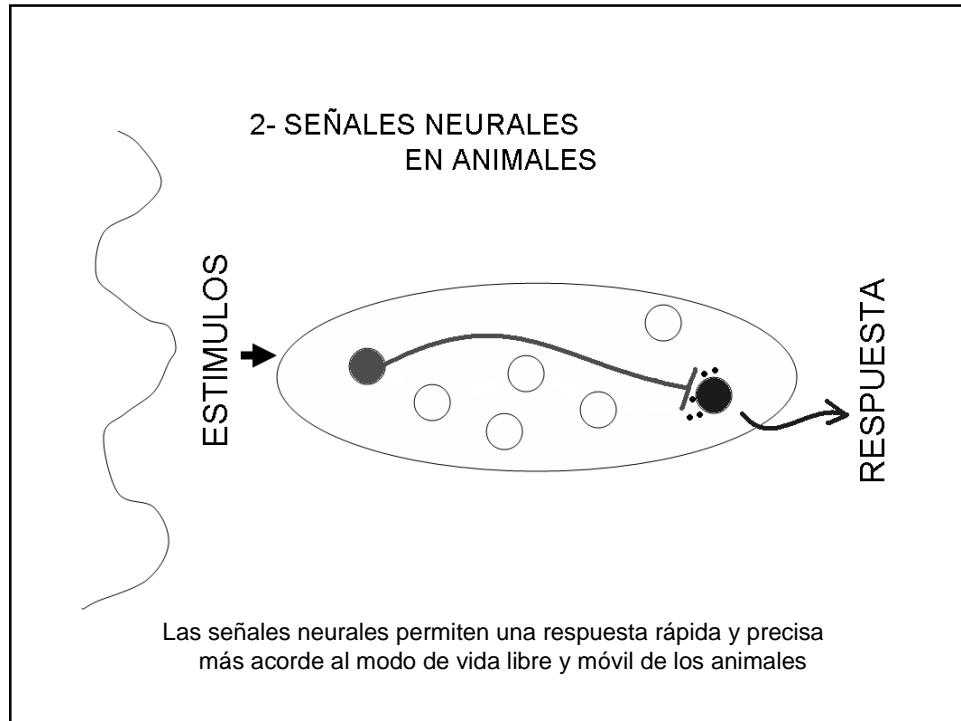 2- SEÑALES NEURALES
EN ANIMALES
ESTIMULOS
RESPUESTA
Las señales neurales permiten una respuesta rápida y precisa
más acorde al modo de vida libre y móvil de los animales